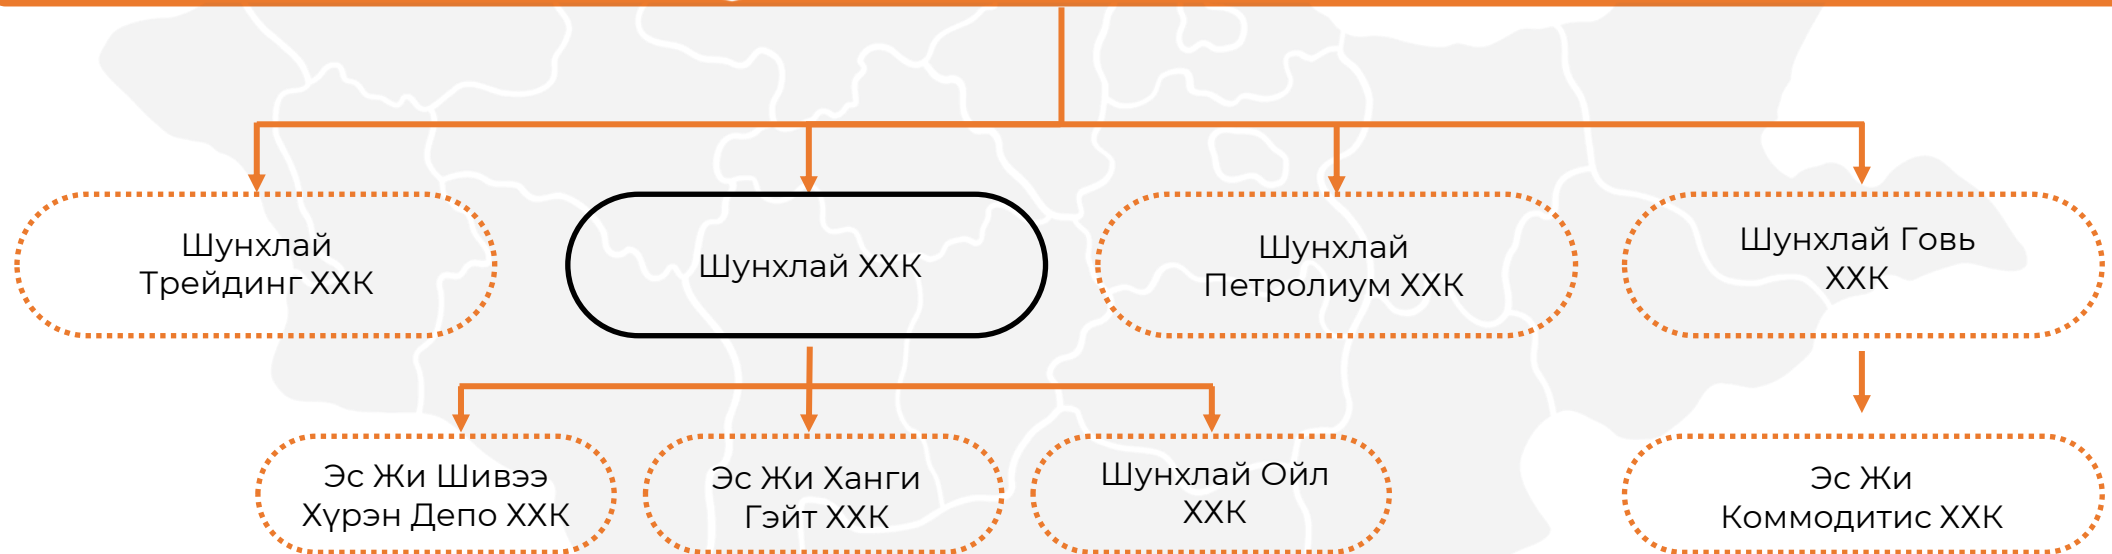 Шунхлай
Трейдинг ХХК
Шунхлай ХХК
Шунхлай
Петролиум ХХК
Шунхлай Говь
ХХК
Эс Жи Шивээ
Хүрэн Депо ХХК
Эс Жи Ханги
Гэйт ХХК
Шунхлай Ойл
ХХК
Эс Жи
Коммодитис ХХК